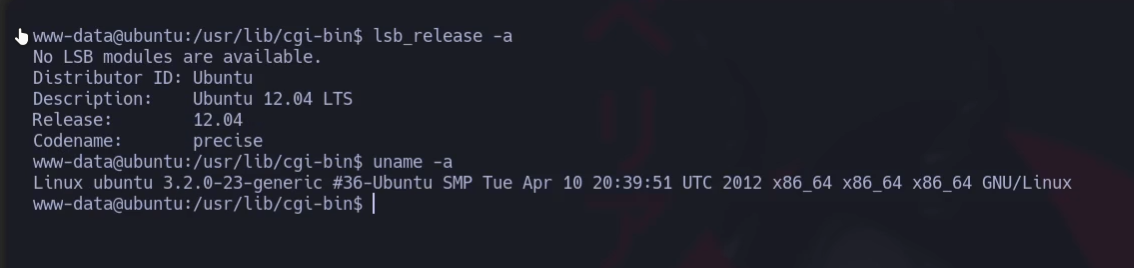 www-data@ubuntu:/usr/lib/cgi-bin$ lsb_release -a
No LSB modules are available.
Distributor ID: Ubuntu
Description:    Ubuntu 12.04 LTS
Release:        12.04
Codename:       precise
www-data@ubuntu:/usr/lib/cgi-bin$ uname -a
Linux ubuntu 3.2.0-23-generic #36-Ubuntu SMP Tue Apr 10 20:39:51 UTC 2012 x86_64 x86_64 x86_64 GNU/Linux
www-data@ubuntu:/usr/lib/cgi-bin$